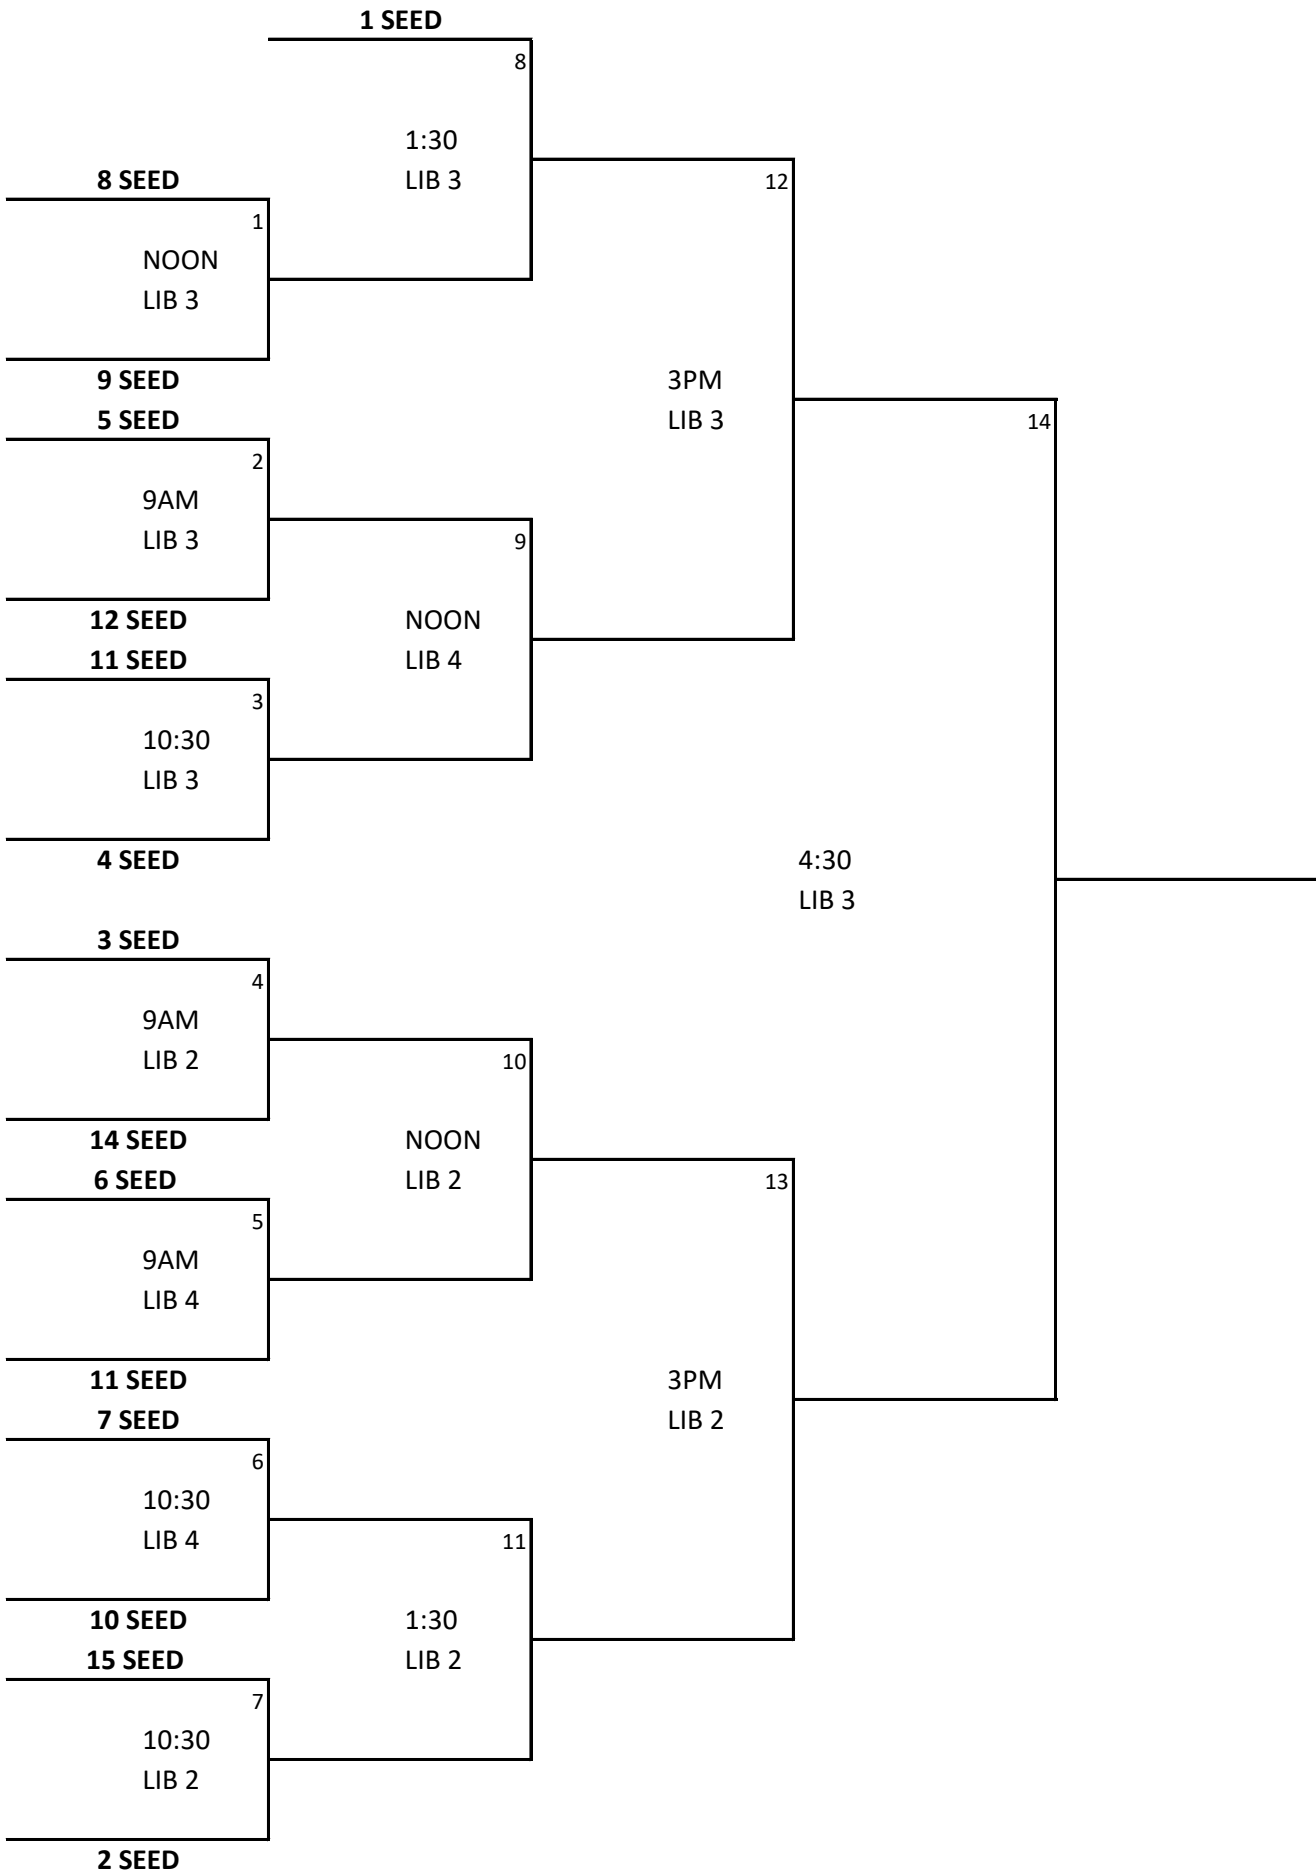 1 SEED
8
1:30
LIB 3
8 SEED
12
1
NOON
LIB 3
9 SEED
3PM
5 SEED
LIB 3
14
2
9AM
LIB 3
9
12 SEED
NOON
11 SEED
LIB 4
3
10:30
LIB 3
4 SEED
4:30
LIB 3
3 SEED
4
9AM
LIB 2
10
14 SEED
NOON
6 SEED
LIB 2
13
5
9AM
LIB 4
11 SEED
3PM
7 SEED
LIB 2
6
10:30
LIB 4
11
10 SEED
1:30
15 SEED
LIB 2
7
10:30
LIB 2
2 SEED